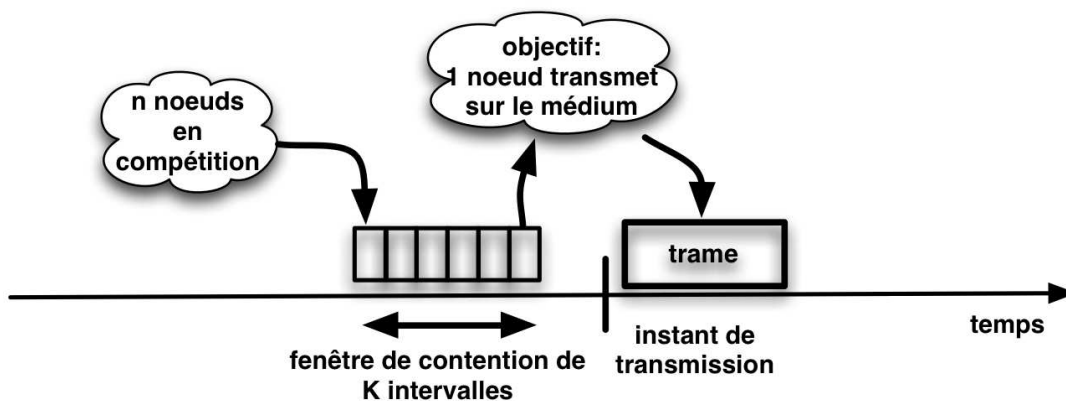 n noeuds
en
compétition
objectif:
1 noeud transmet
sur le médium
trame
temps
fenêtre de contention de
K intervalles
instant de
transmission